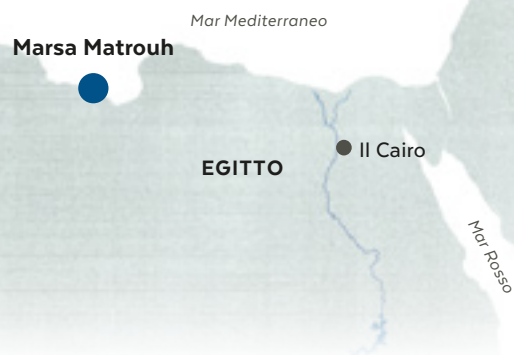 Mar Mediterraneo
Marsa Matrouh
Il Cairo
EGITTO
Mar Rosso